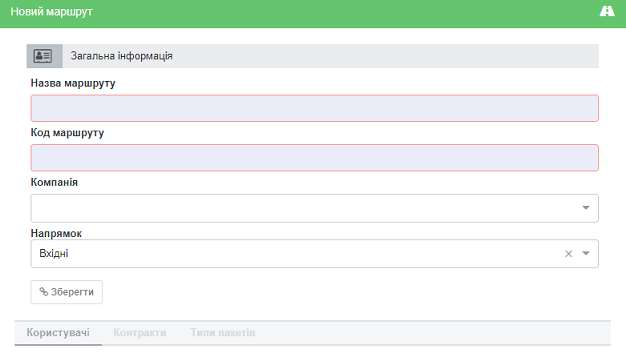 Новий маршрут
Загальна інформація
Назва маршруту
Код маршруту
Компанія
Напрямок
Вхідні
Зберегти
Користувачі Контракти Типи пакетів